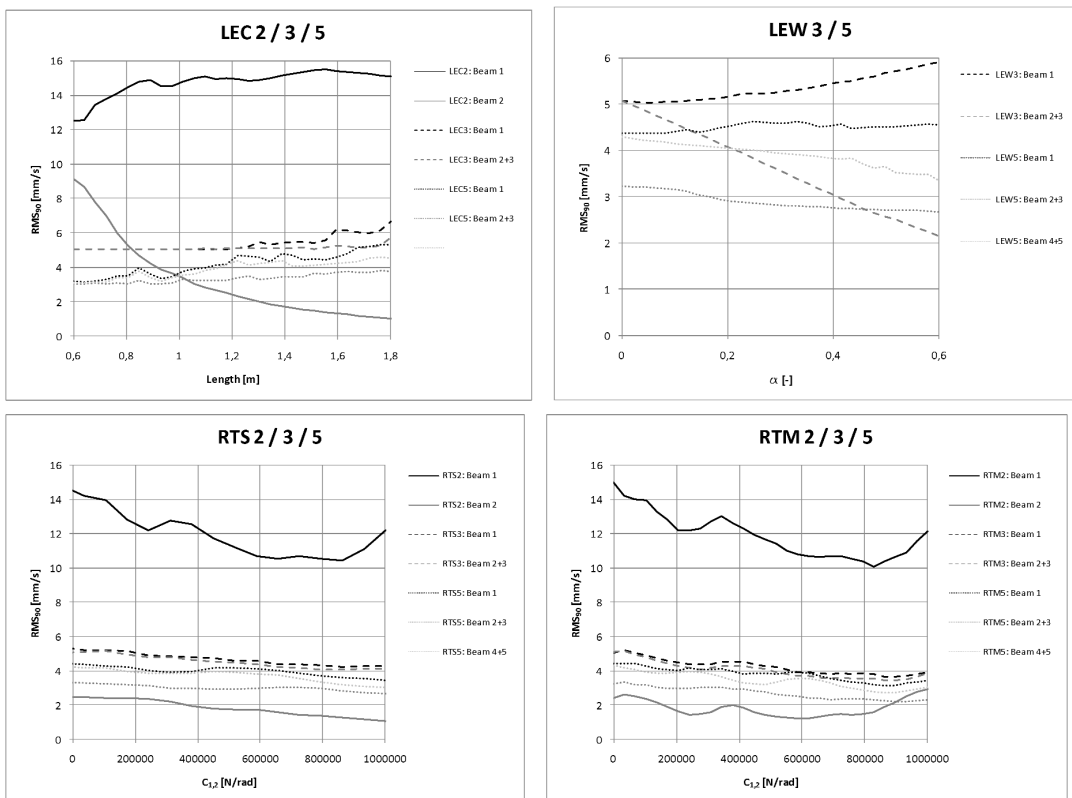 LEC 2 / 3 / 5
16
14
12
10
8
6
4
2
0
RMS90 [mm/s]
0,6
0,8
1
1,2
1,4
1,6
1,8
Length [m]
LEC2: Beam 1
LEC2: Beam 2
LEC3: Beam 1
LEC3: Beam 2+3
LEC5: Beam 1
LEC5: Beam 2+3
LEW 3 / 5
6
5
4
3
2
1
0
RMS90 [mm/s]
0
0,2
0,4
0,6
α [-]
LEW3: Beam 1
LEW3: Beam 2+3
LEW5: Beam 1
LEW5: Beam 2+3
LEW5: Beam 4+5
RTS 2 / 3 / 5
16
14
12
10
8
6
4
2
0
RMS90 [mm/s]
0
200000
400000
600000
800000
1000000
C1,2 [N/rad]
RTS2: Beam 1
RTS2: Beam 2
RTS3: Beam 1
RTS3: Beam 2+3
RTS5: Beam 1
RTS5: Beam 2+3
RTS5: Beam 4+5
RTM 2 / 3 / 5
16
14
12
10
8
6
4
2
0
RMS90 [mm/s]
0
200000
400000
600000
800000
1000000
C1,2 [N/rad]
RTM2: Beam 1
RTM2: Beam 2
RTM3: Beam 1
RTM3: Beam 2+3
RTM5: Beam 1
RTM5: Beam 2+3
RTM5: Beam 4+5